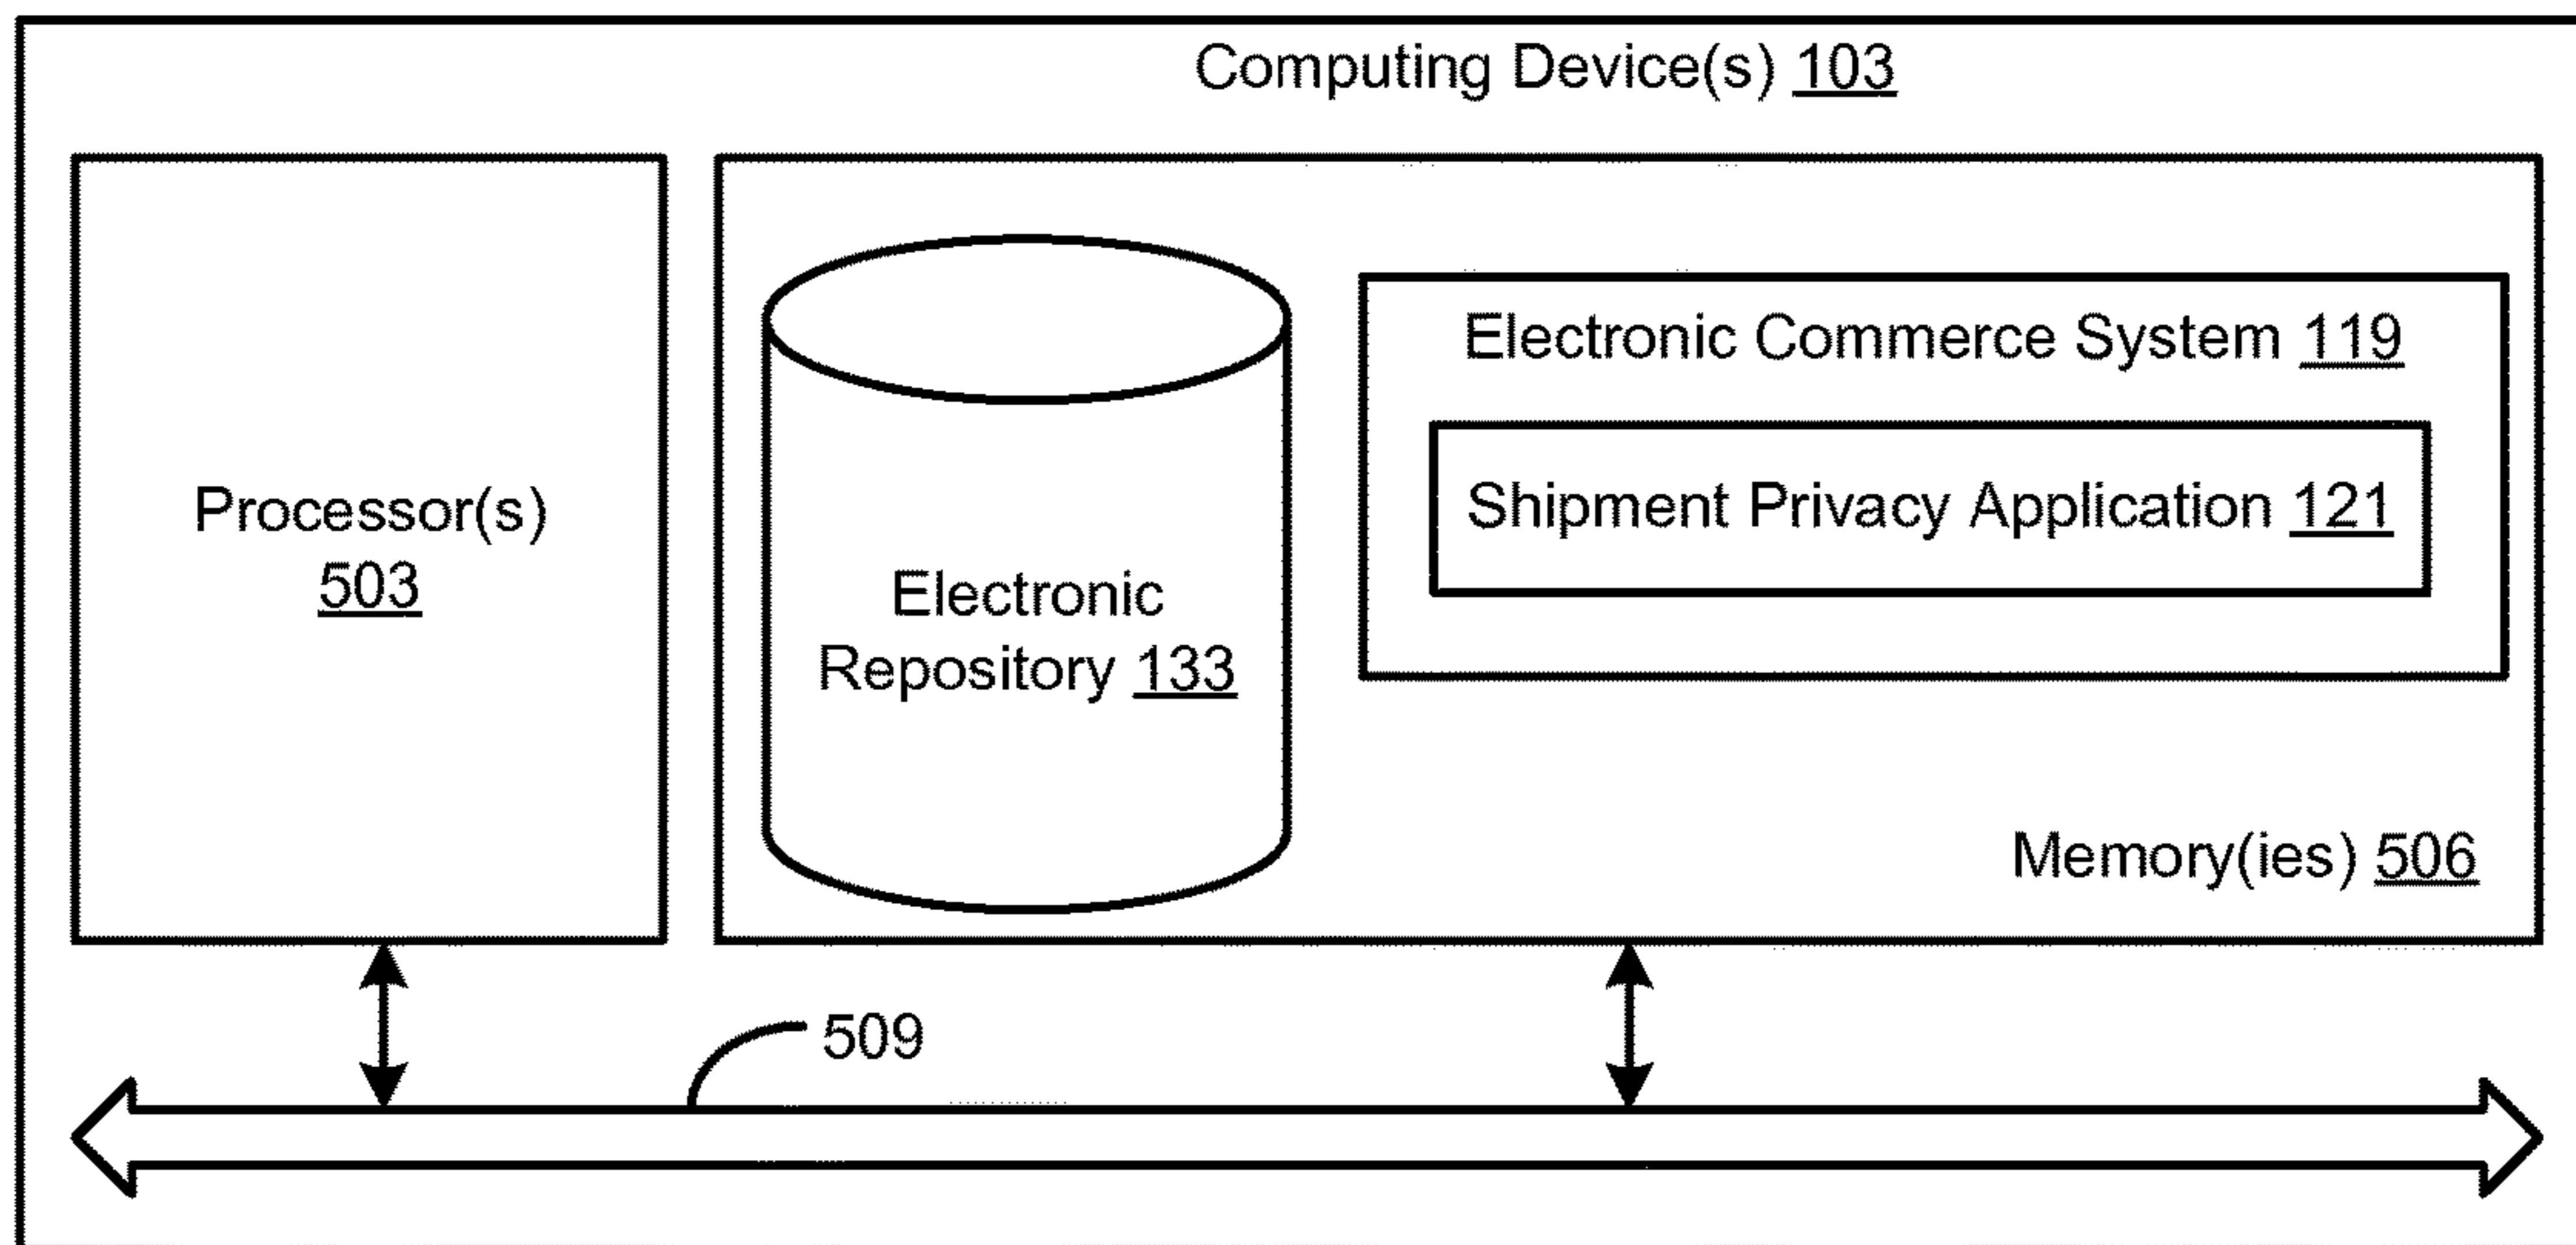 Computing Device(s) 103
Processor(s)
503
Electronic
Repository 133
Electronic Commerce System 119
Shipment Privacy Application 121
Memory(ies) 506
509